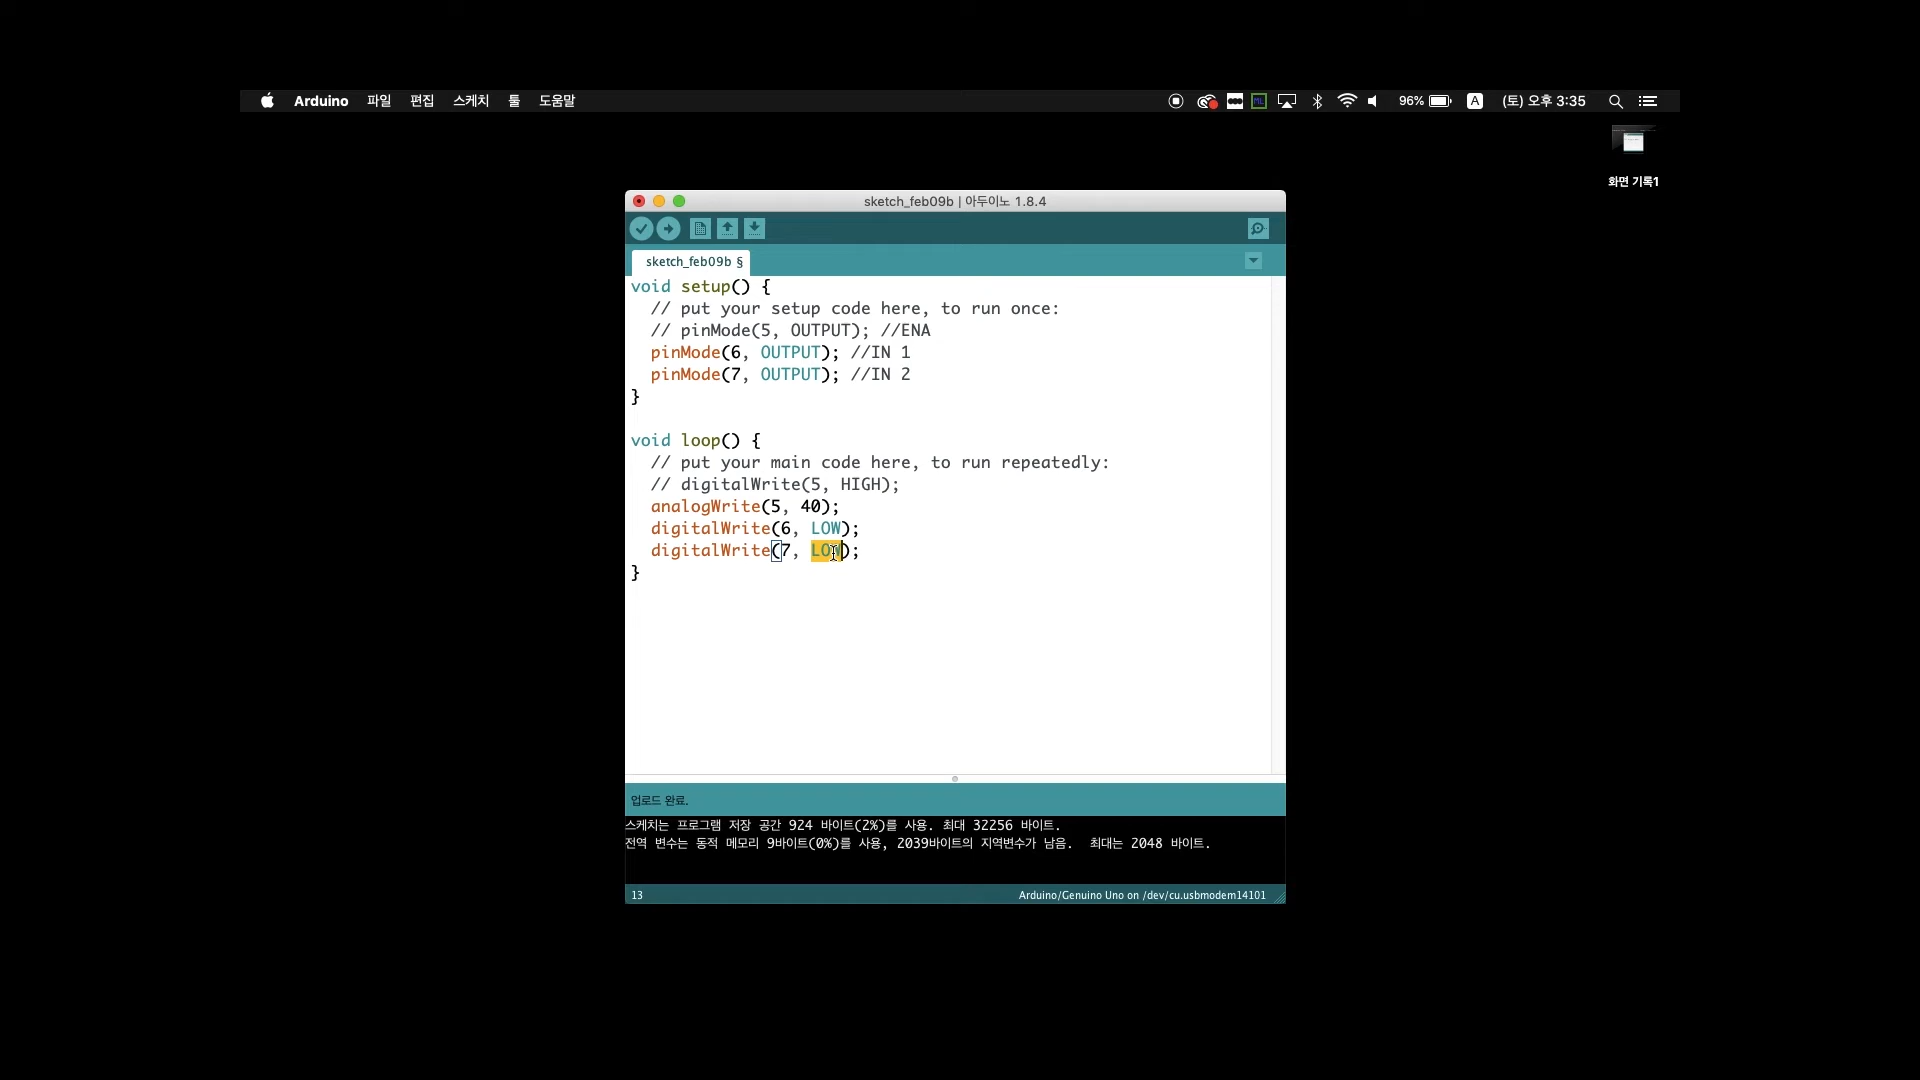 Arduino 파일 편집 스케치 툴 도움말 96% A (토) 오후 3:35
화면 기록1
sketch_feb09b | 아두이노 1.8.4
sketch_feb09b §
void setup() {
  // put your setup code here, to run once:
  // pinMode(5, OUTPUT); //ENA
  pinMode(6, OUTPUT); //IN 1
  pinMode(7, OUTPUT); //IN 2
}
void loop() {
  // put your main code here, to run repeatedly:
  // digitalWrite(5, HIGH);
  analogWrite(5, 40);
  digitalWrite(6, LOW);
  digitalWrite(7, LOW);
}
업로드 완료.
스케치는 프로그램 저장 공간 924 바이트(2%)를 사용. 최대 32256 바이트.
전역 변수는 동적 메모리 9바이트(0%)를 사용, 2039바이트의 지역변수가 남음.  최대는 2048 바이트.
13 Arduino/Genuino Uno on /dev/cu.usbmodem14101